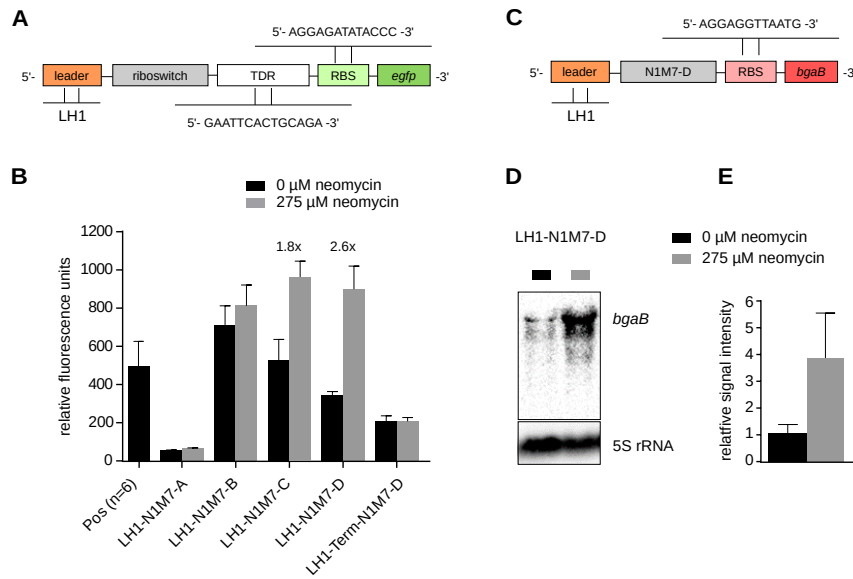 A
5'- AGGAGATATACCC -3'
5'- leader riboswitch TDR RBS egfp -3'
LH1
5'- GAATTCACTGCAGA -3'
C
5'- AGGAGGTTAATG -3'
5'- leader N1M7-D RBS bgaB -3'
LH1
B
0 µM neomycin
275 µM neomycin
relative fluorescence units
1200
1000
800
600
400
200
0
1.8x 2.6x
Pos (n=6)
LH1-N1M7-A
LH1-N1M7-B
LH1-N1M7-C
LH1-N1M7-D
LH1-Term-N1M7-D
D
LH1-N1M7-D
bgaB
5S rRNA
E
0 µM neomycin
275 µM neomycin
relatfive signal intensity
6
5
4
3
2
1
0